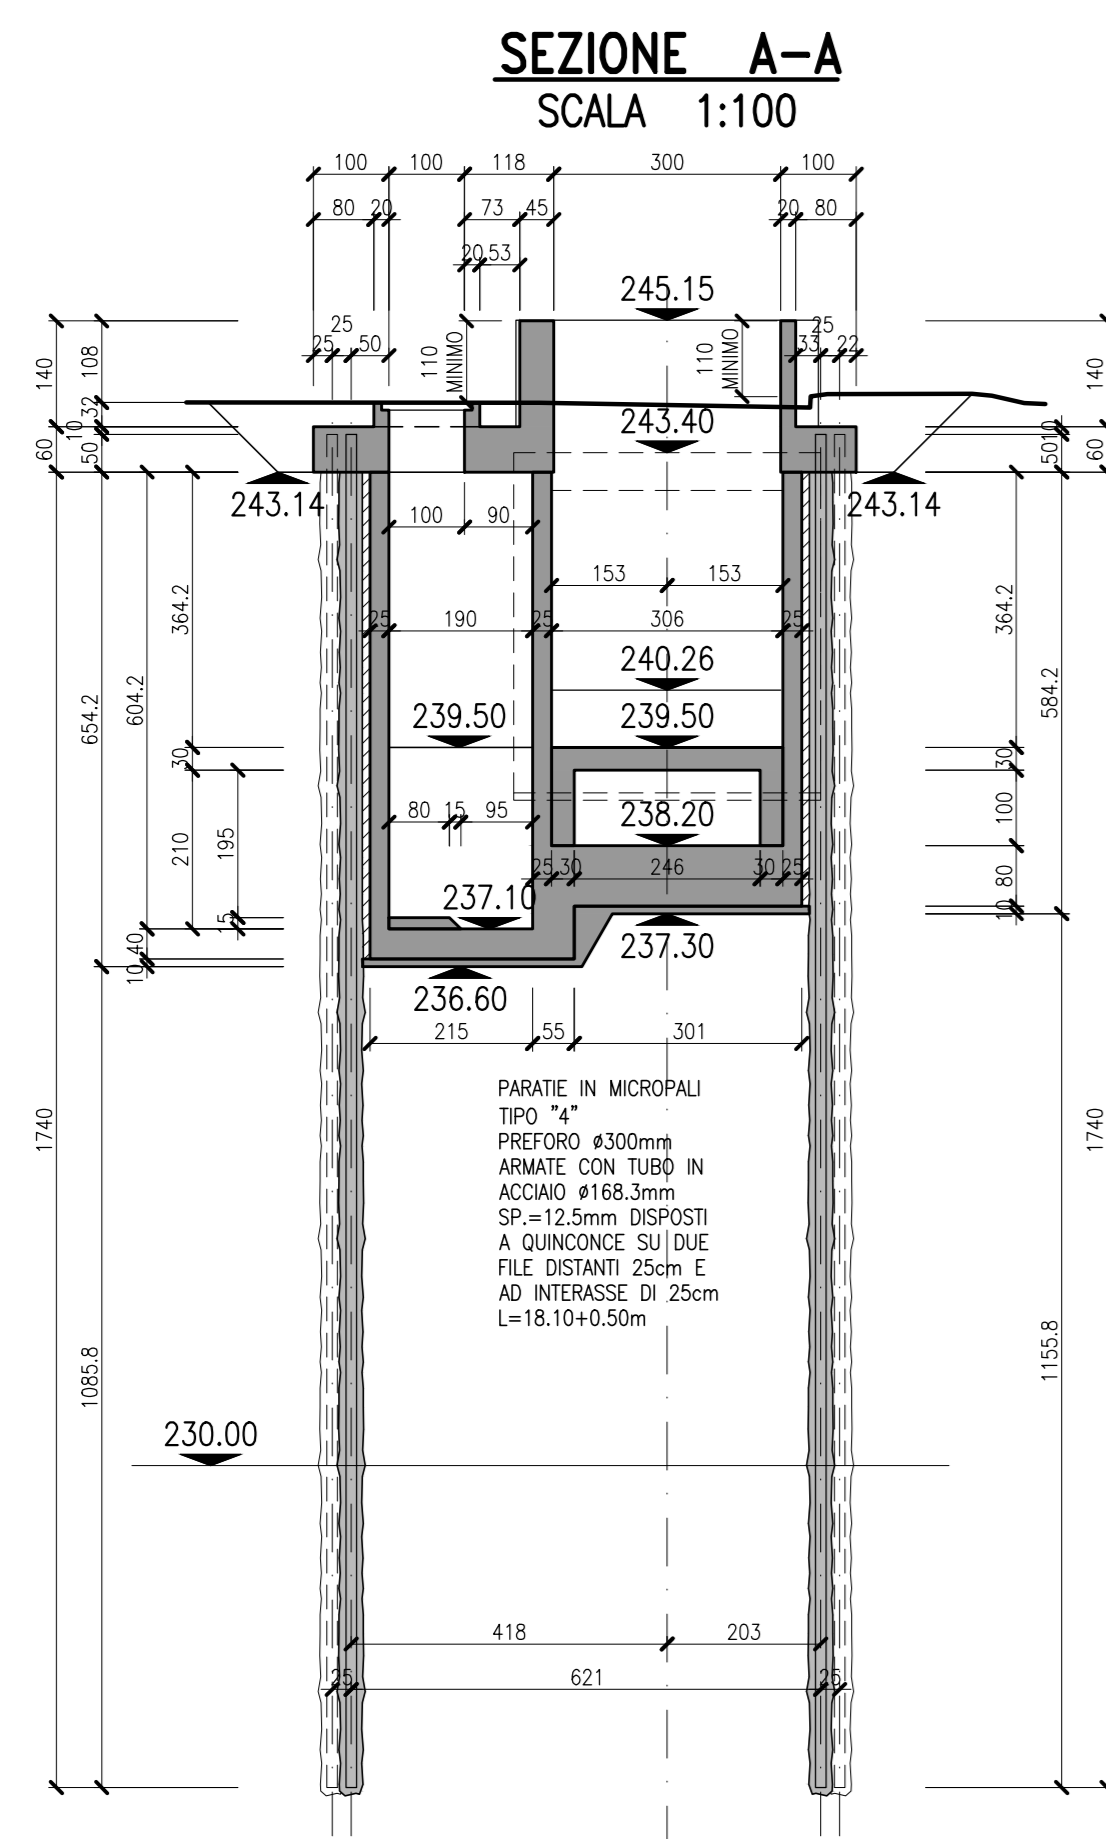 SEZIONE A-A
SCALA 1:100
100 100 118 300 100
80 20 73 45 20 80
20 53
245.15
25 25
25 50 110 MINIMO 110 MINIMO 33 22
140 108 140
243.40
32
10 10
60 50 50 60
243.14 243.14
100 90
364.2 153 153 364.2
25 190 25 306 25
240.26
654.2 604.2 584.2
239.50 239.50
30 30
80 15 95 238.20 100
210 195
25 30 246 30 25
237.10 80
15 10
40 237.30
10
236.60
215 55 301
PARATIE IN MICROPALI
TIPO "4"
PREFORO ø300mm
ARMATE CON TUBO IN
ACCIAIO ø168.3mm
SP.=12.5mm DISPOSTI
A QUINCONCE SU DUE
FILE DISTANTI 25cm E
AD INTERASSE DI 25cm
L=18.10+0.50m
1740 1740
1085.8 1155.8
230.00
418 203
25 621 25